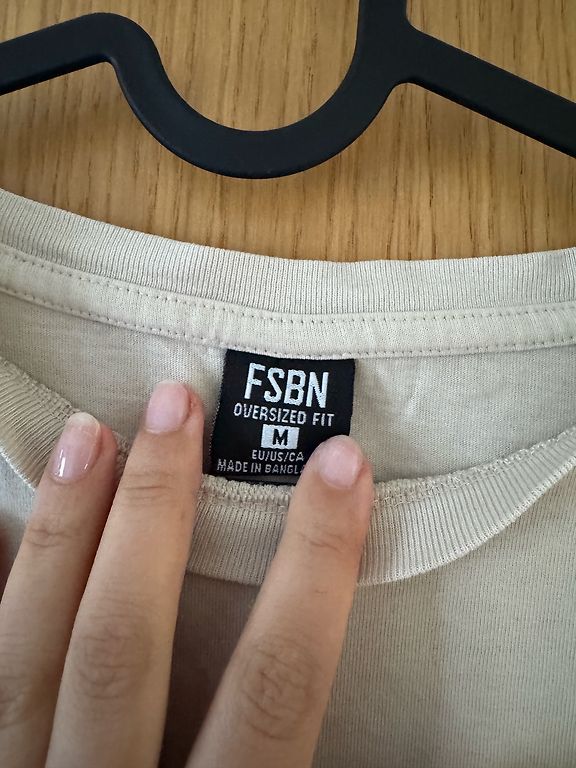 FSBN
OVERSIZED FIT
M
EU/US/CA
MADE IN